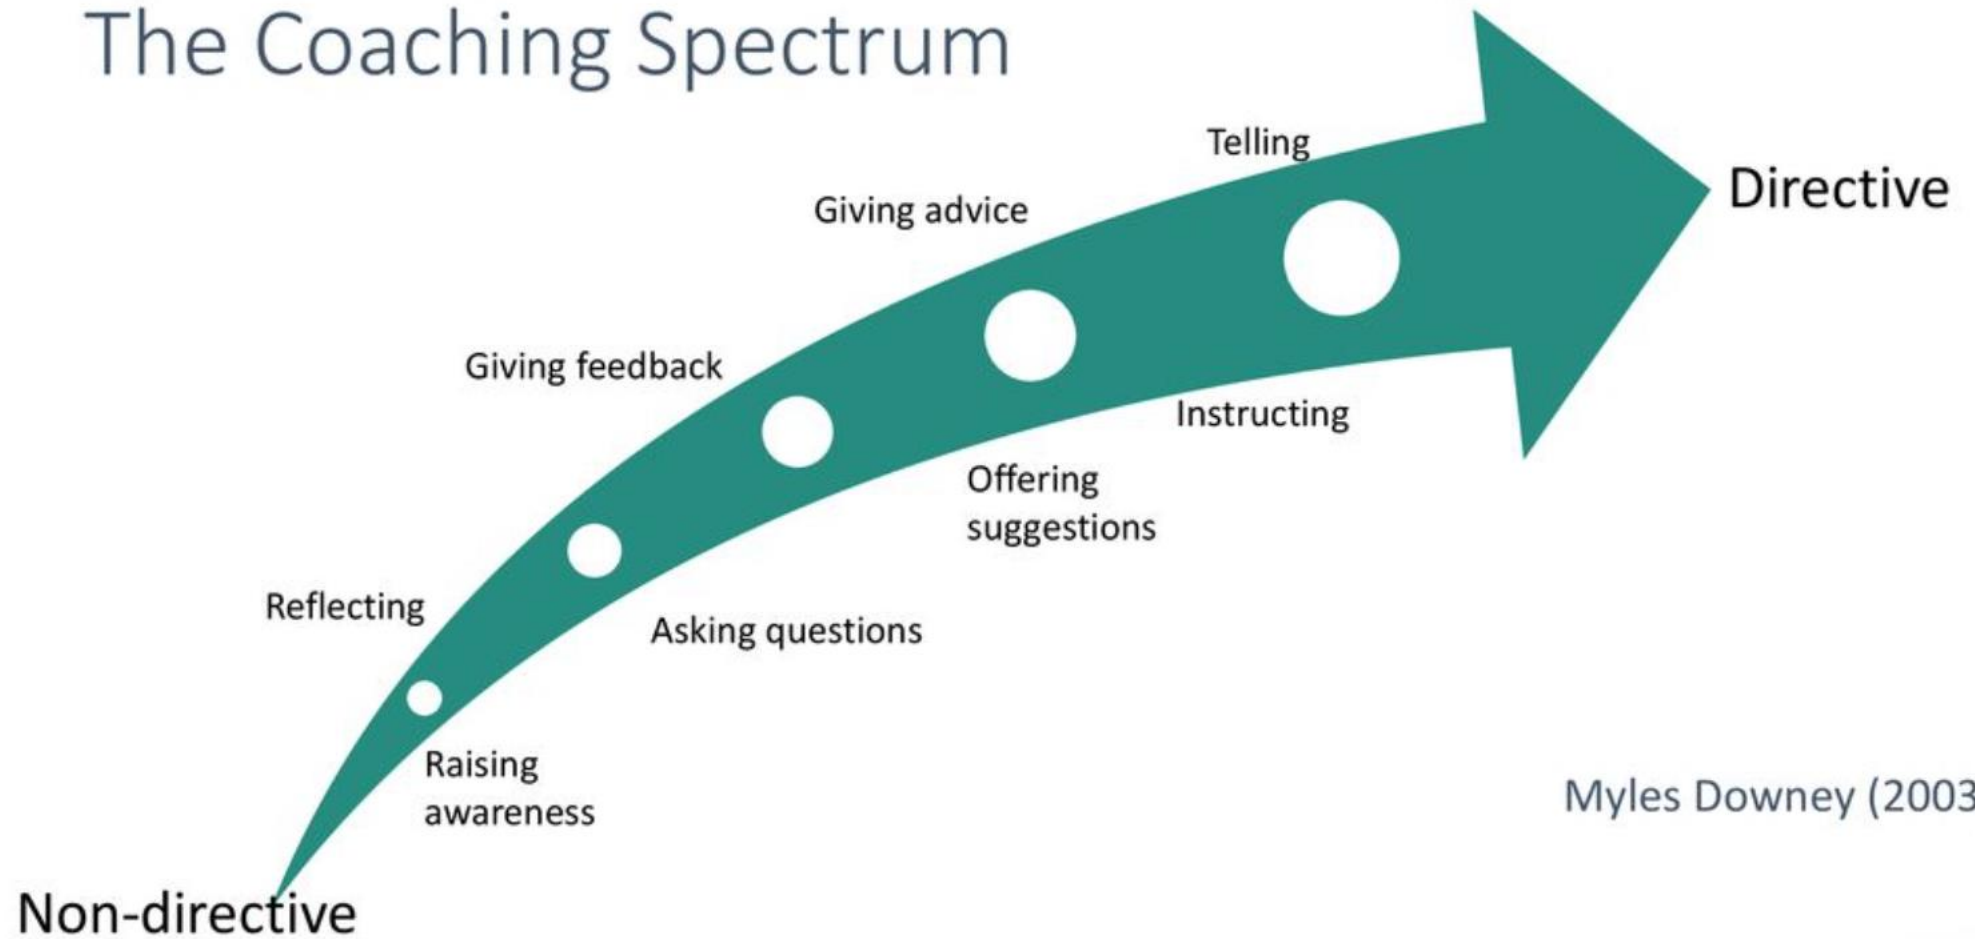 The Coaching Spectrum
Telling
Directive
Giving advice
Giving feedback
Instructing
Offering
suggestions
Reflecting
Asking questions
Raising
awareness
Myles Downey (2003
Non-directive